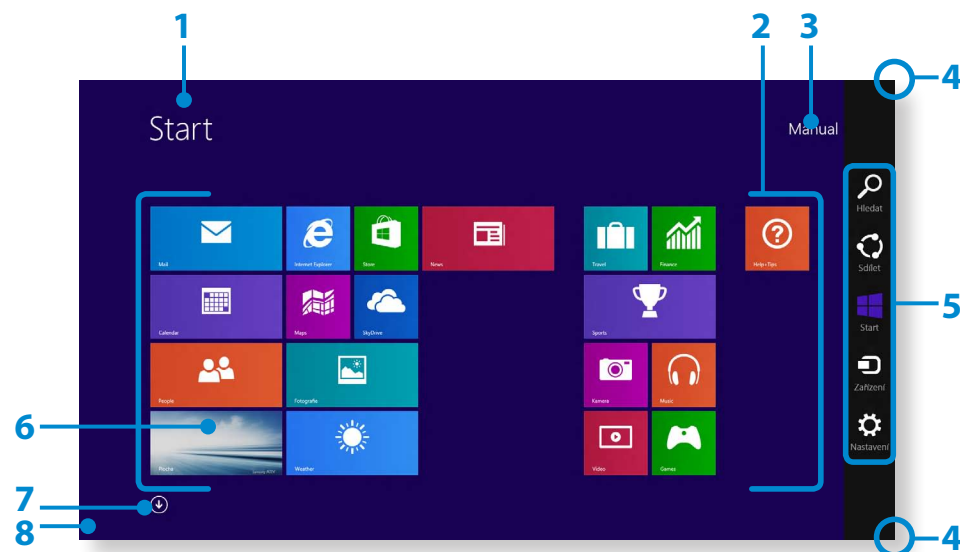 1
2
3
4
Start
Manual
Hledat
Sdílet
Start
Zařízení
Nastavení
5
Mail
Internet Explorer
Store
News
Travel
Finance
Help+Tips
Calendar
Maps
SkyDrive
Sports
People
Fotografie
Kamera
Music
6
Plocha
Weather
Video
Games
7
8
4